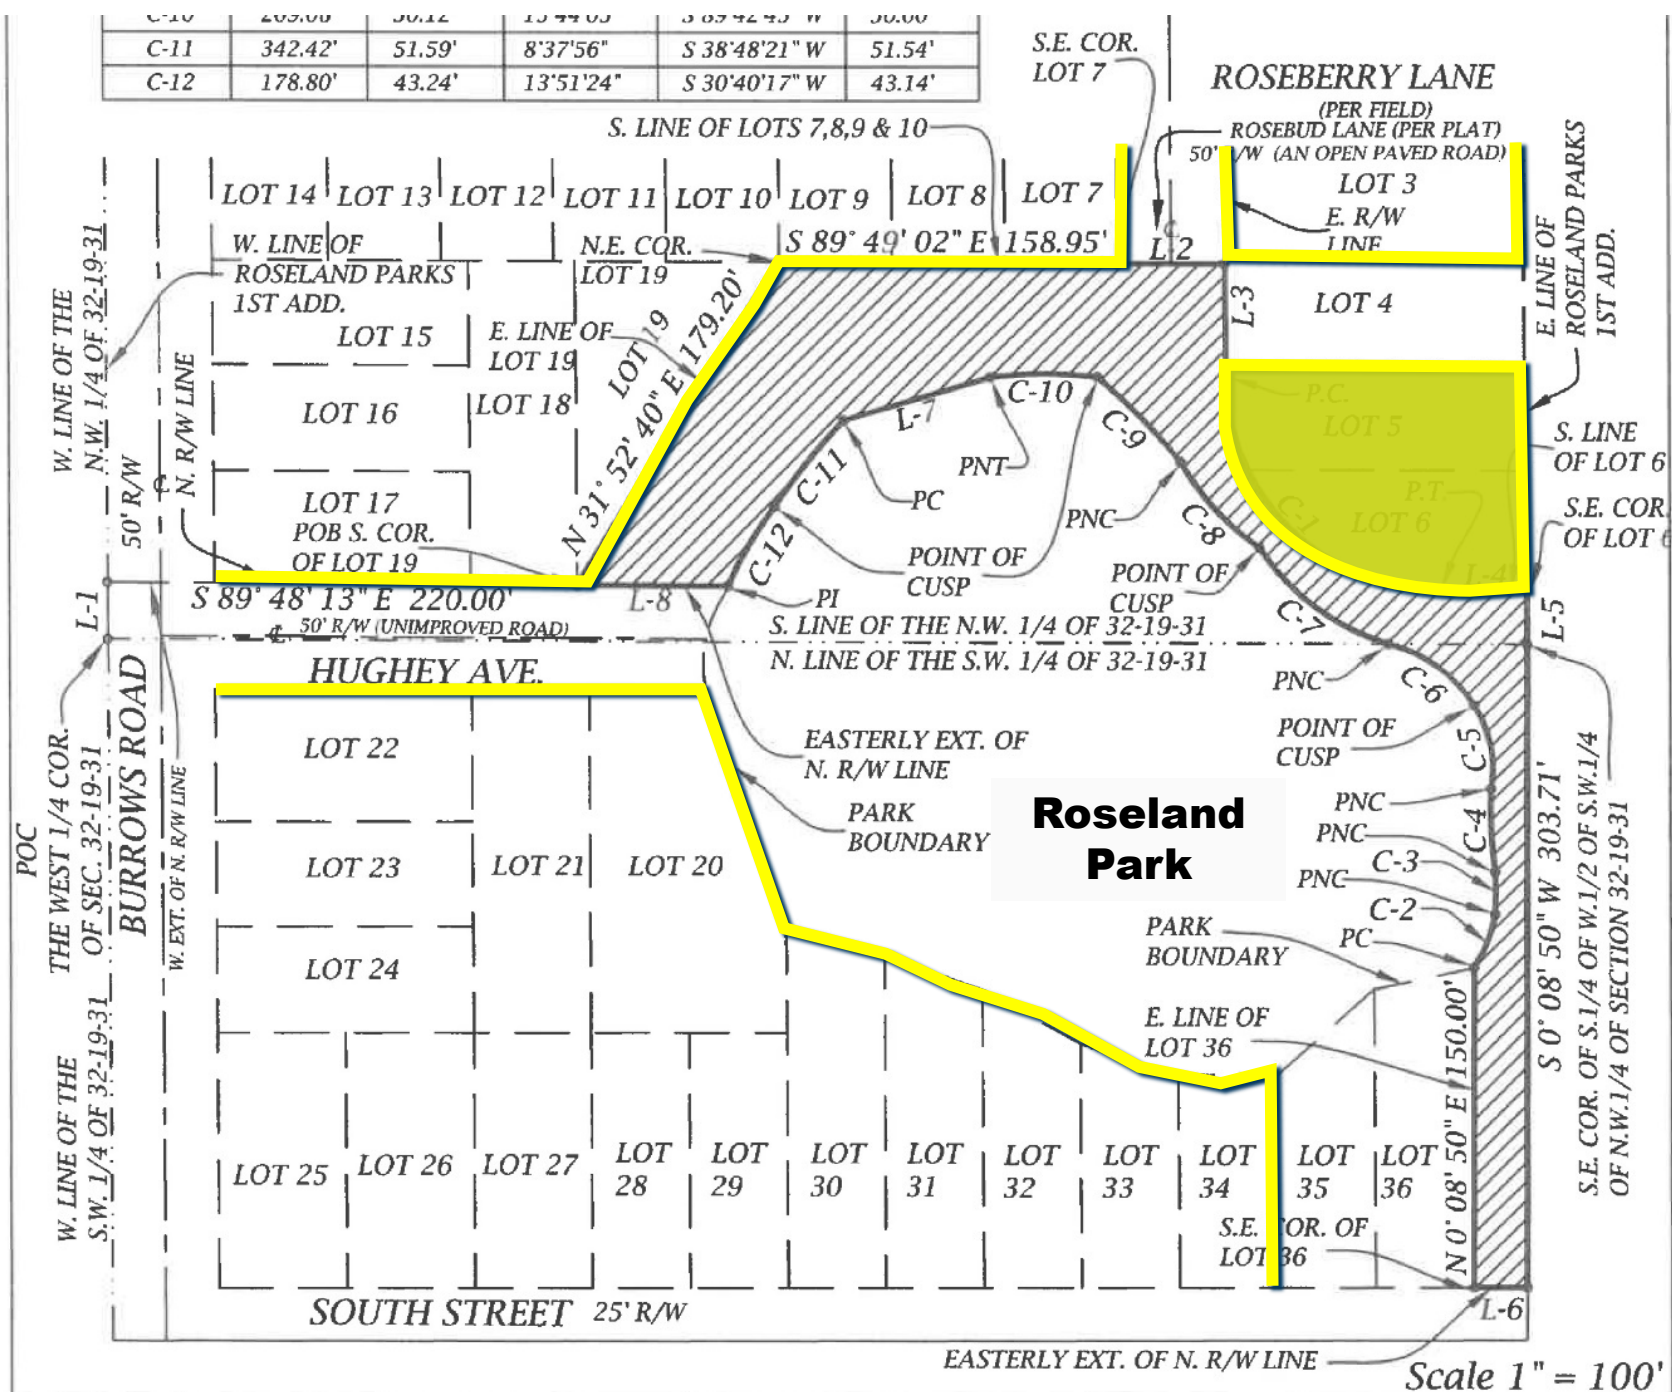 C-10 209.08' 50.12' 13°44'05" S 89°42'45" W 50.00'
C-11 342.42' 51.59' 8°37'56" S 38°48'21" W 51.54'
C-12 178.80' 43.24' 13°51'24" S 30°40'17" W 43.14'
S.E. COR.
LOT 7
ROSEBERRY LANE
(PER FIELD)
ROSEBUD LANE (PER PLAT)
50' R/W (AN OPEN PAVED ROAD)
S. LINE OF LOTS 7,8,9 & 10
LOT 14
LOT 13
LOT 12
LOT 11
LOT 10
LOT 9
LOT 8
LOT 7
LOT 3
E. R/W
LINE
E. LINE OF
ROSELAND PARKS
1ST ADD.
W. LINE OF
ROSELAND PARKS
1ST ADD.
N.E. COR.
LOT 19
S 89° 49' 02" E 158.95'
℄
L-2
L-3
LOT 4
W. LINE OF THE
N.W. 1/4 OF 32-19-31
N. R/W LINE
50' R/W
℄
LOT 15
E. LINE OF
LOT 19
LOT 19
N 31° 52' 40" E 179.20'
LOT 16
LOT 18
LOT 17
POB S. COR.
OF LOT 19
C-10
L-7
C-9
C-11
PNT
PC
PNC
C-12
C-8
POINT OF
CUSP
POINT OF
CUSP
P.C.
LOT 5
P.T.
LOT 6
C-1
L-4
S. LINE
OF LOT 6
S.E. COR.
OF LOT 6
L-1
S 89° 48' 13" E 220.00'
℄ 50' R/W (UNIMPROVED ROAD)
L-8
PI
C-7
L-5
S. LINE OF THE N.W. 1/4 OF 32-19-31
N. LINE OF THE S.W. 1/4 OF 32-19-31
HUGHEY AVE.
PNC
C-6
POINT OF
CUSP
C-5
POC
THE WEST 1/4 COR.
OF SEC. 32-19-31
BURROWS ROAD
W. EXT. OF N. R/W LINE
LOT 22
EASTERLY EXT. OF
N. R/W LINE
PARK
BOUNDARY
Roseland
Park
PNC
C-4
PNC
C-3
PNC
C-2
PC
S 0° 08' 50" W 303.71'
S.E. COR. OF S.1/4 OF W.1/2 OF S.W.1/4
OF N.W.1/4 OF SECTION 32-19-31
LOT 23
LOT 21
LOT 20
PARK
BOUNDARY
LOT 24
E. LINE OF
LOT 36
N 0° 08' 50" E 150.00'
W. LINE OF THE
S.W. 1/4 OF 32-19-31
LOT 25
LOT 26
LOT 27
LOT
28
LOT
29
LOT
30
LOT
31
LOT
32
LOT
33
LOT
34
LOT
35
LOT
36
S.E. COR. OF
LOT 36
SOUTH STREET 25' R/W
L-6
EASTERLY EXT. OF N. R/W LINE
Scale 1" = 100'